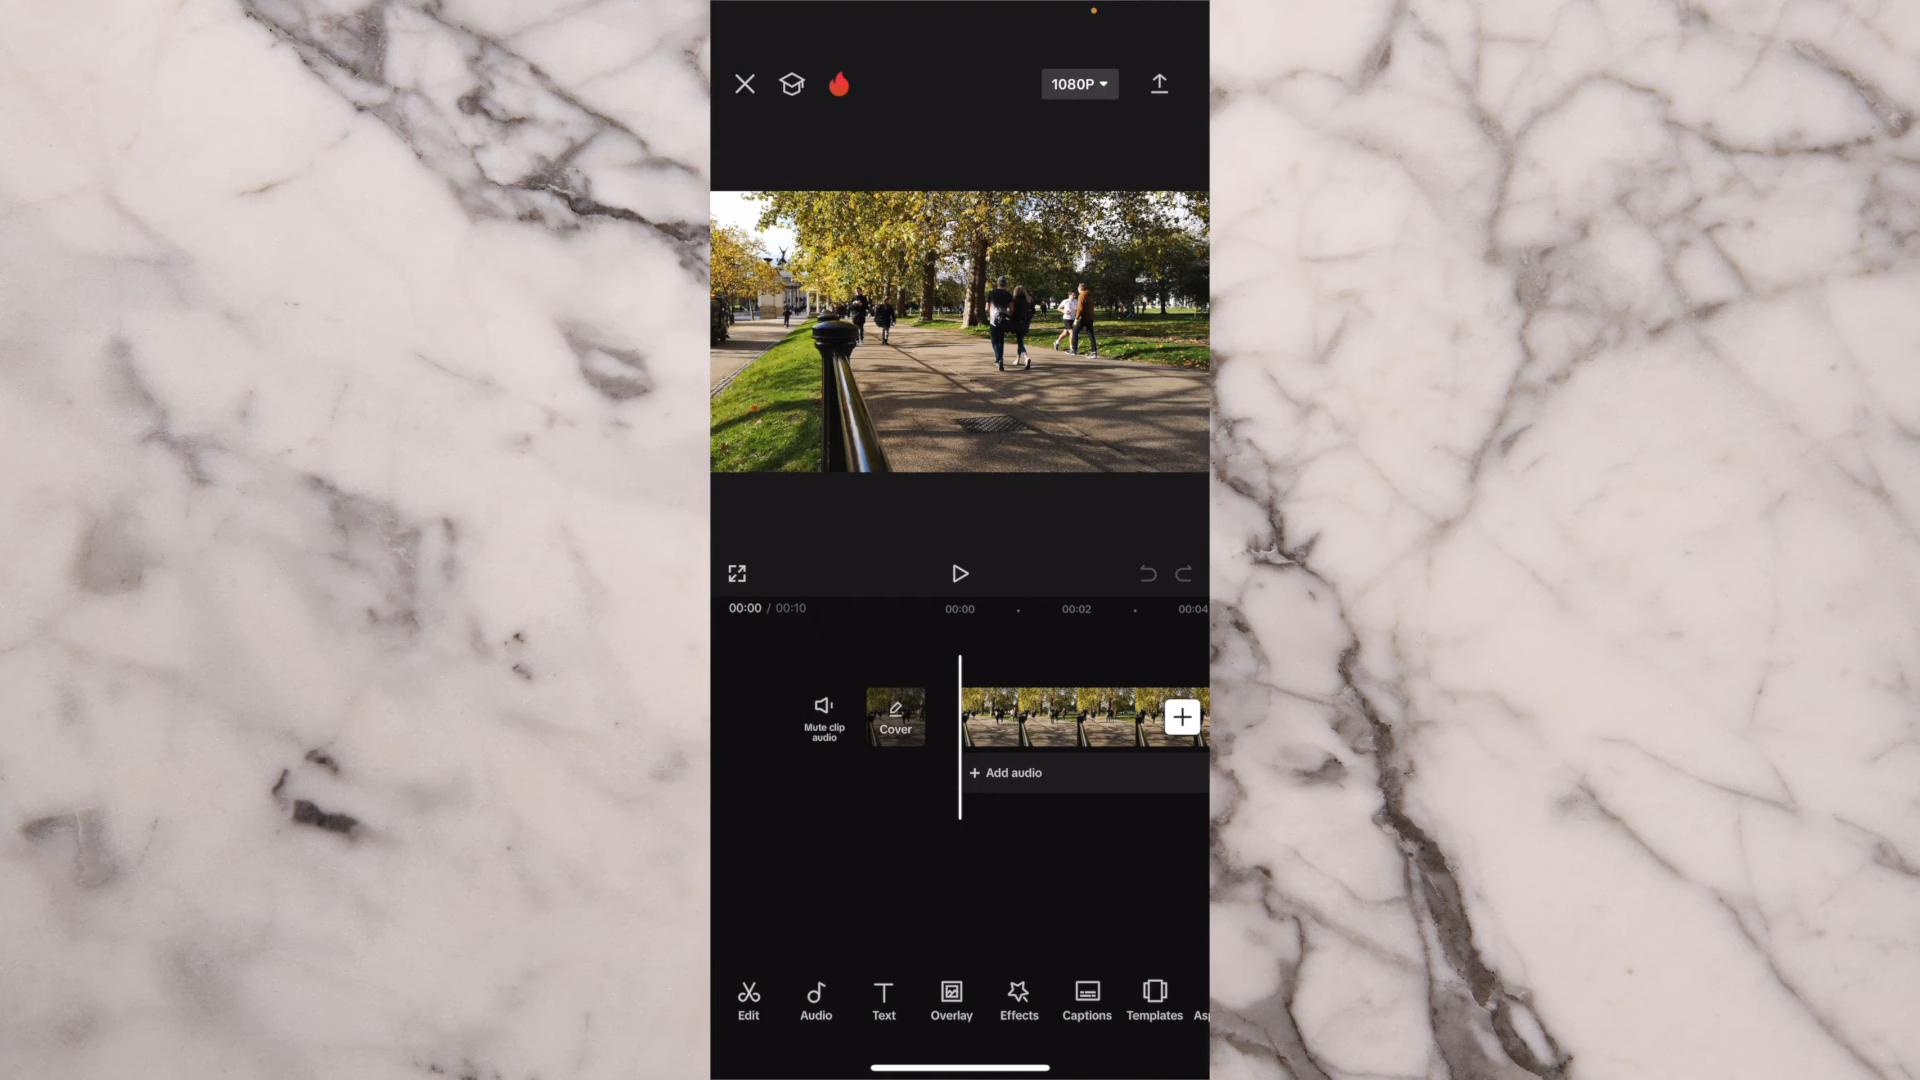 1080P
00:00 / 00:10
00:00
00:02
00:04
Mute clip
audio
Cover
Add audio
Edit
Audio
Text
Overlay
Effects
Captions
Templates
As